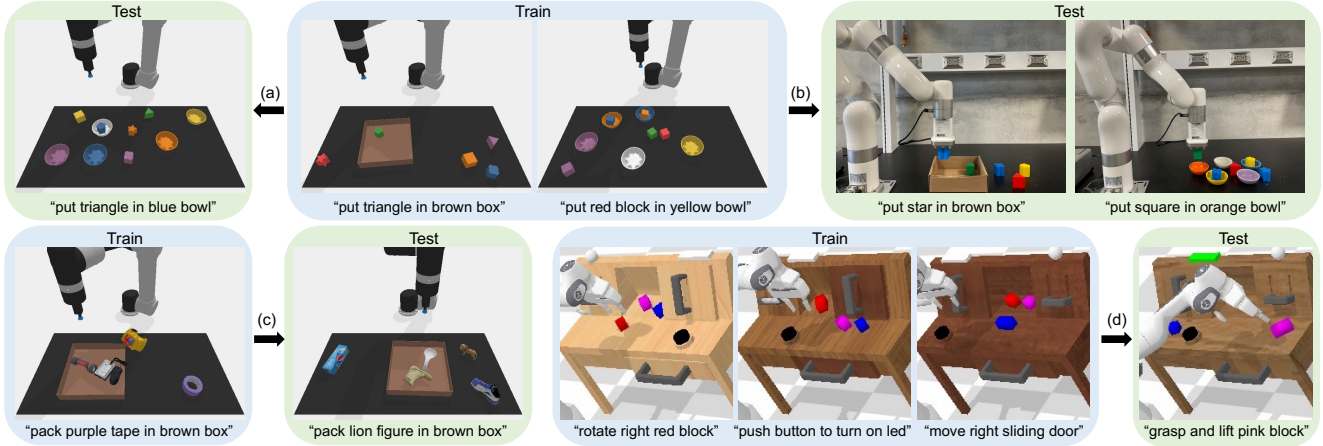 Test
Train
Test
(a)
(b)
“put triangle in blue bowl”
“put triangle in brown box”
“put red block in yellow bowl”
“put star in brown box”
“put square in orange bowl”
Train
Test
Train
Test
(c)
(d)
“pack purple tape in brown box”
“pack lion figure in brown box”
“rotate right red block”
“push button to turn on led”
“move right sliding door”
“grasp and lift pink block”